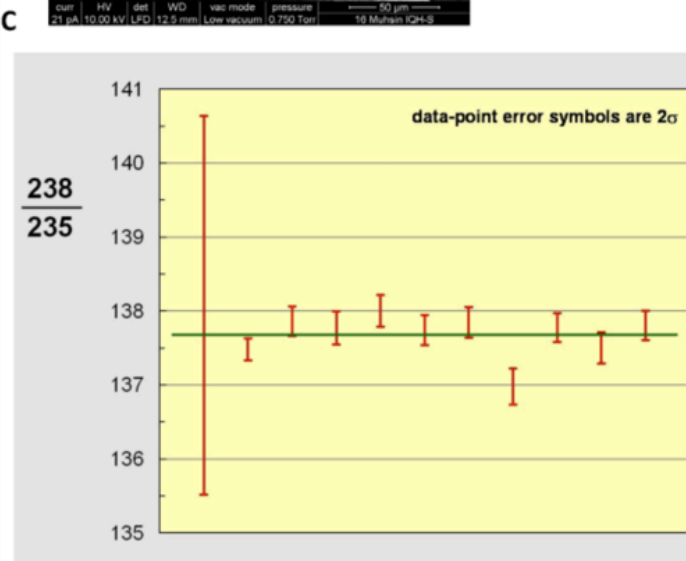 C
curr HV det WD vac mode pressure 50 µm
21 pA 10.00 kV LFD 12.5 mm Low vacuum 0.750 Torr 16 Muhsin IQH-S
data-point error symbols are 2σ
238
235
141
140
139
138
137
136
135